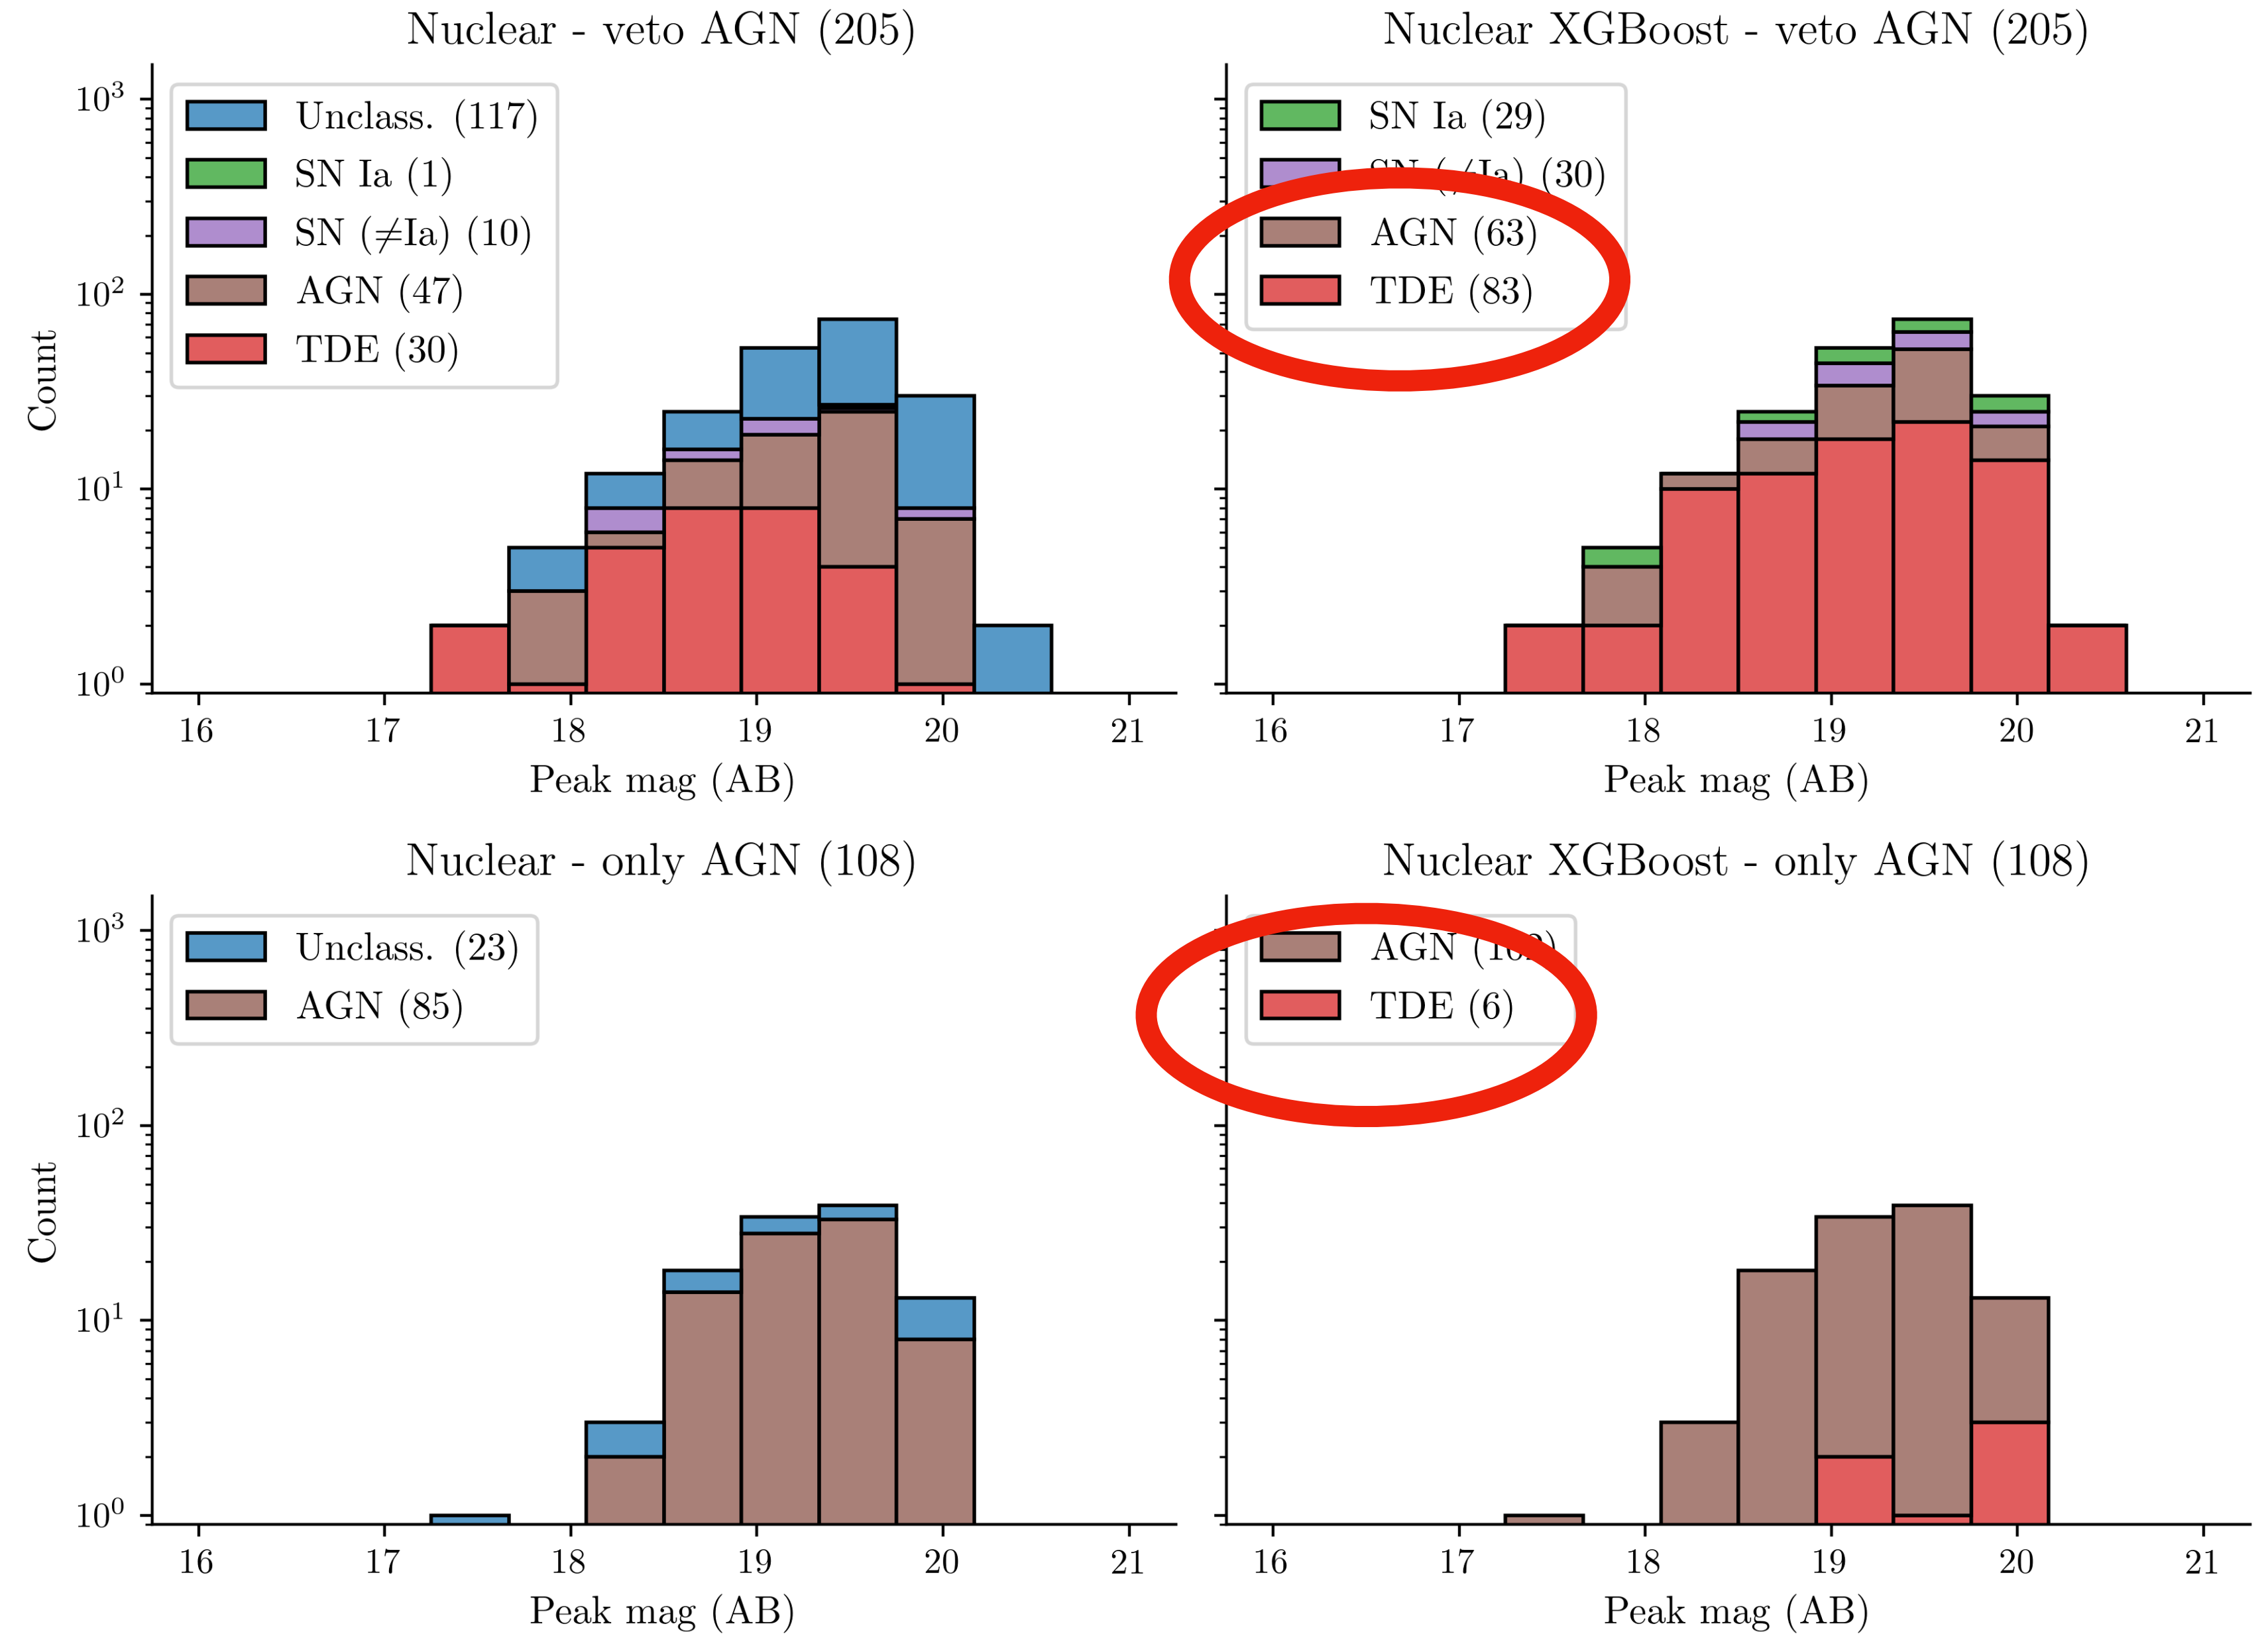 Nuclear - veto AGN (205)
10³
10²
10¹
10⁰
Count
Unclass. (117)
SN Ia (1)
SN (≠Ia) (10)
AGN (47)
TDE (30)
16 17 18 19 20 21
Peak mag (AB)
Nuclear XGBoost - veto AGN (205)
SN Ia (29)
SN (≠Ia) (30)
AGN (63)
TDE (83)
16 17 18 19 20 21
Peak mag (AB)
Nuclear - only AGN (108)
10³
10²
10¹
10⁰
Count
Unclass. (23)
AGN (85)
16 17 18 19 20 21
Peak mag (AB)
Nuclear XGBoost - only AGN (108)
AGN (102)
TDE (6)
16 17 18 19 20 21
Peak mag (AB)